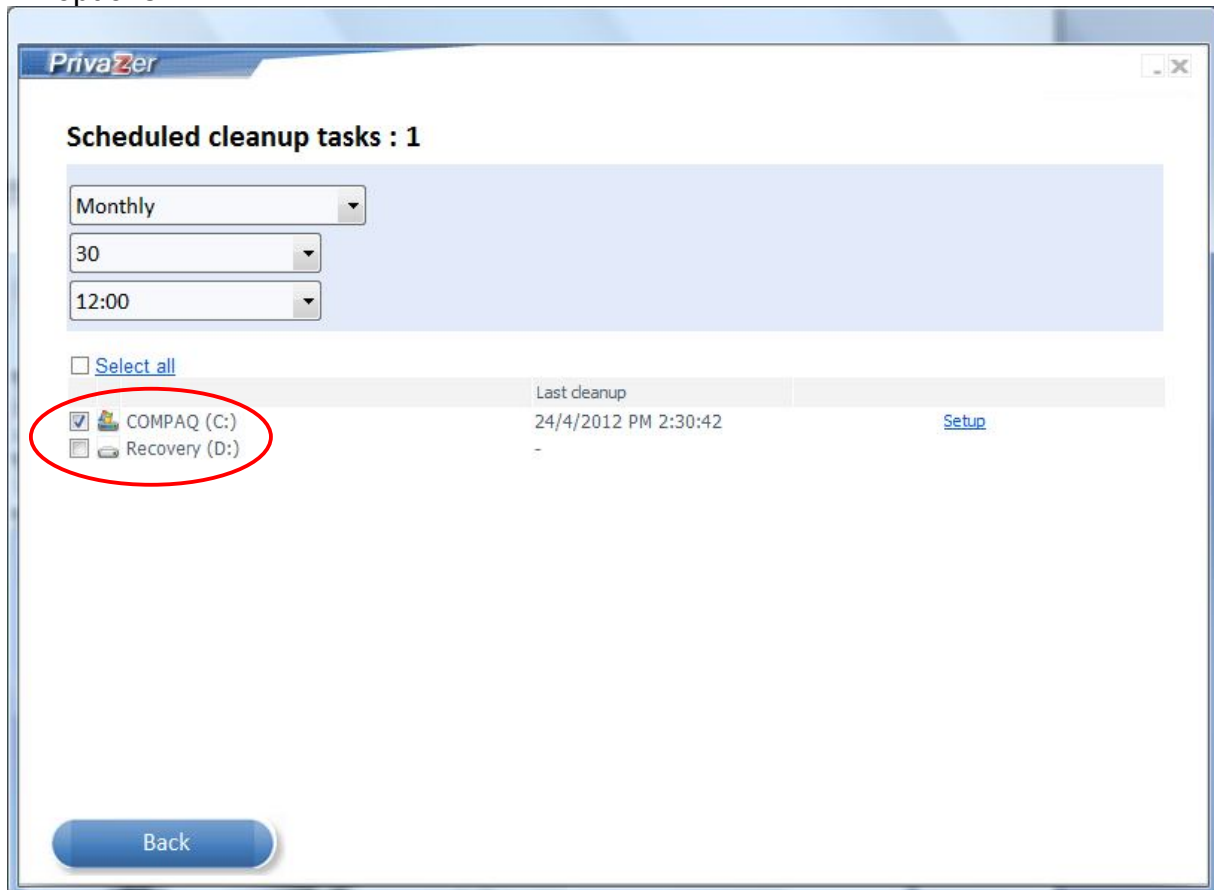 PrivaZer
Scheduled cleanup tasks : 1
Monthly
30
12:00
Select all
Last cleanup
COMPAQ (C:) 24/4/2012 PM 2:30:42 Setup
Recovery (D:) -
Back